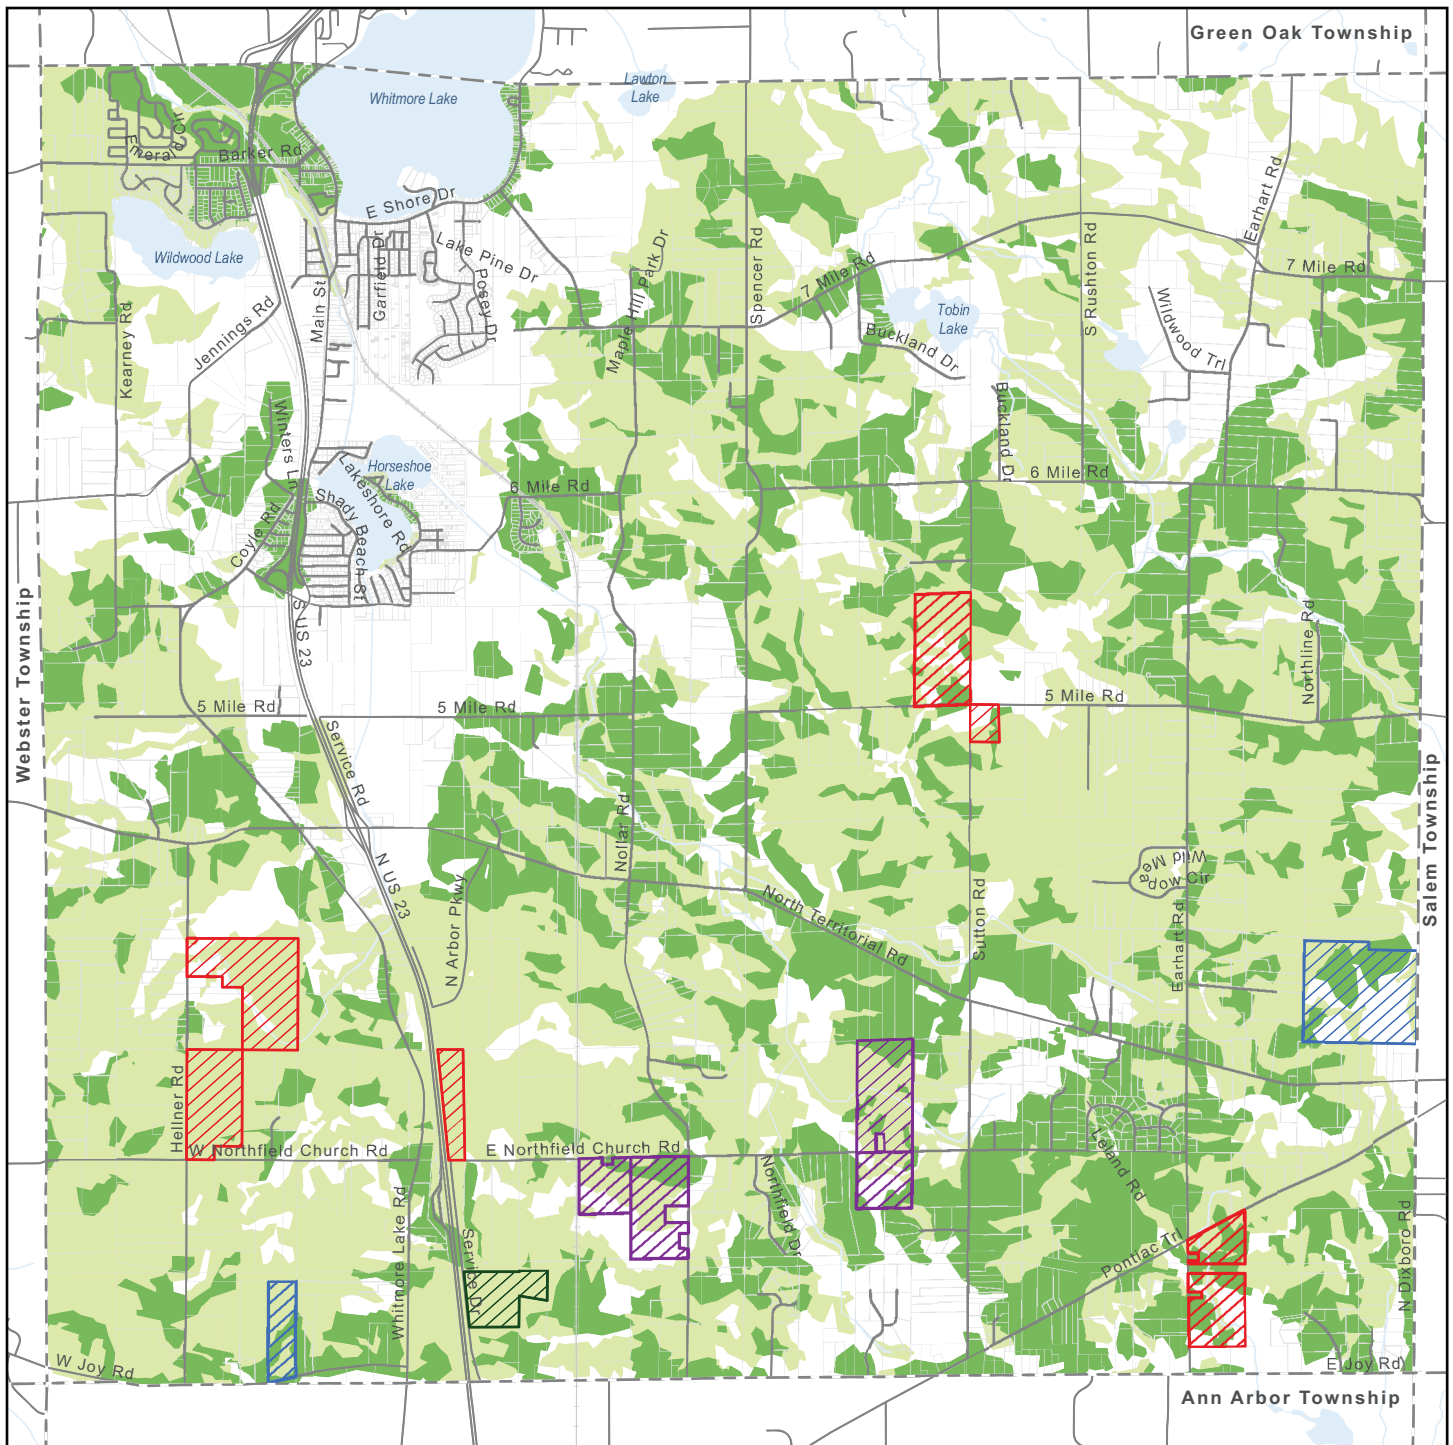 Green Oak Township
Lawton
Lake
Whitmore Lake
Emerald Cir
Barker Rd
E Shore Dr
Earhart Rd
Wildwood Lake
Garfield Dr
Lake Pine Dr
Maple Hill Park Dr
Spencer Rd
7 Mile Rd
S Rushton Rd
7 Mile Rd
Posey Dr
Main St
Jennings Rd
Kearney Rd
Tobin
Lake
Buckland Dr
Wildwood Trl
Winters Ln
Buckland Dr
Horseshoe
Lake
Lakeshore Rd
6 Mile Rd
6 Mile Rd
Shady Beach St
Coyle Rd
S US 23
Webster Township
Northline Rd
5 Mile Rd
5 Mile Rd
5 Mile Rd
Service Rd
Salem Township
Nollar Rd
N US 23
N Arbor Pkwy
Wild Mea
dow Cir
North Territorial Rd
Sutton Rd
Earhart Rd
Hellner Rd
W Northfield Church Rd
E Northfield Church Rd
Leland Rd
Northfield Dr
Whitmore Lake Rd
Service Dr
Pontiac Trl
N Dixboro Rd
W Joy Rd
E Joy Rd
Ann Arbor Township